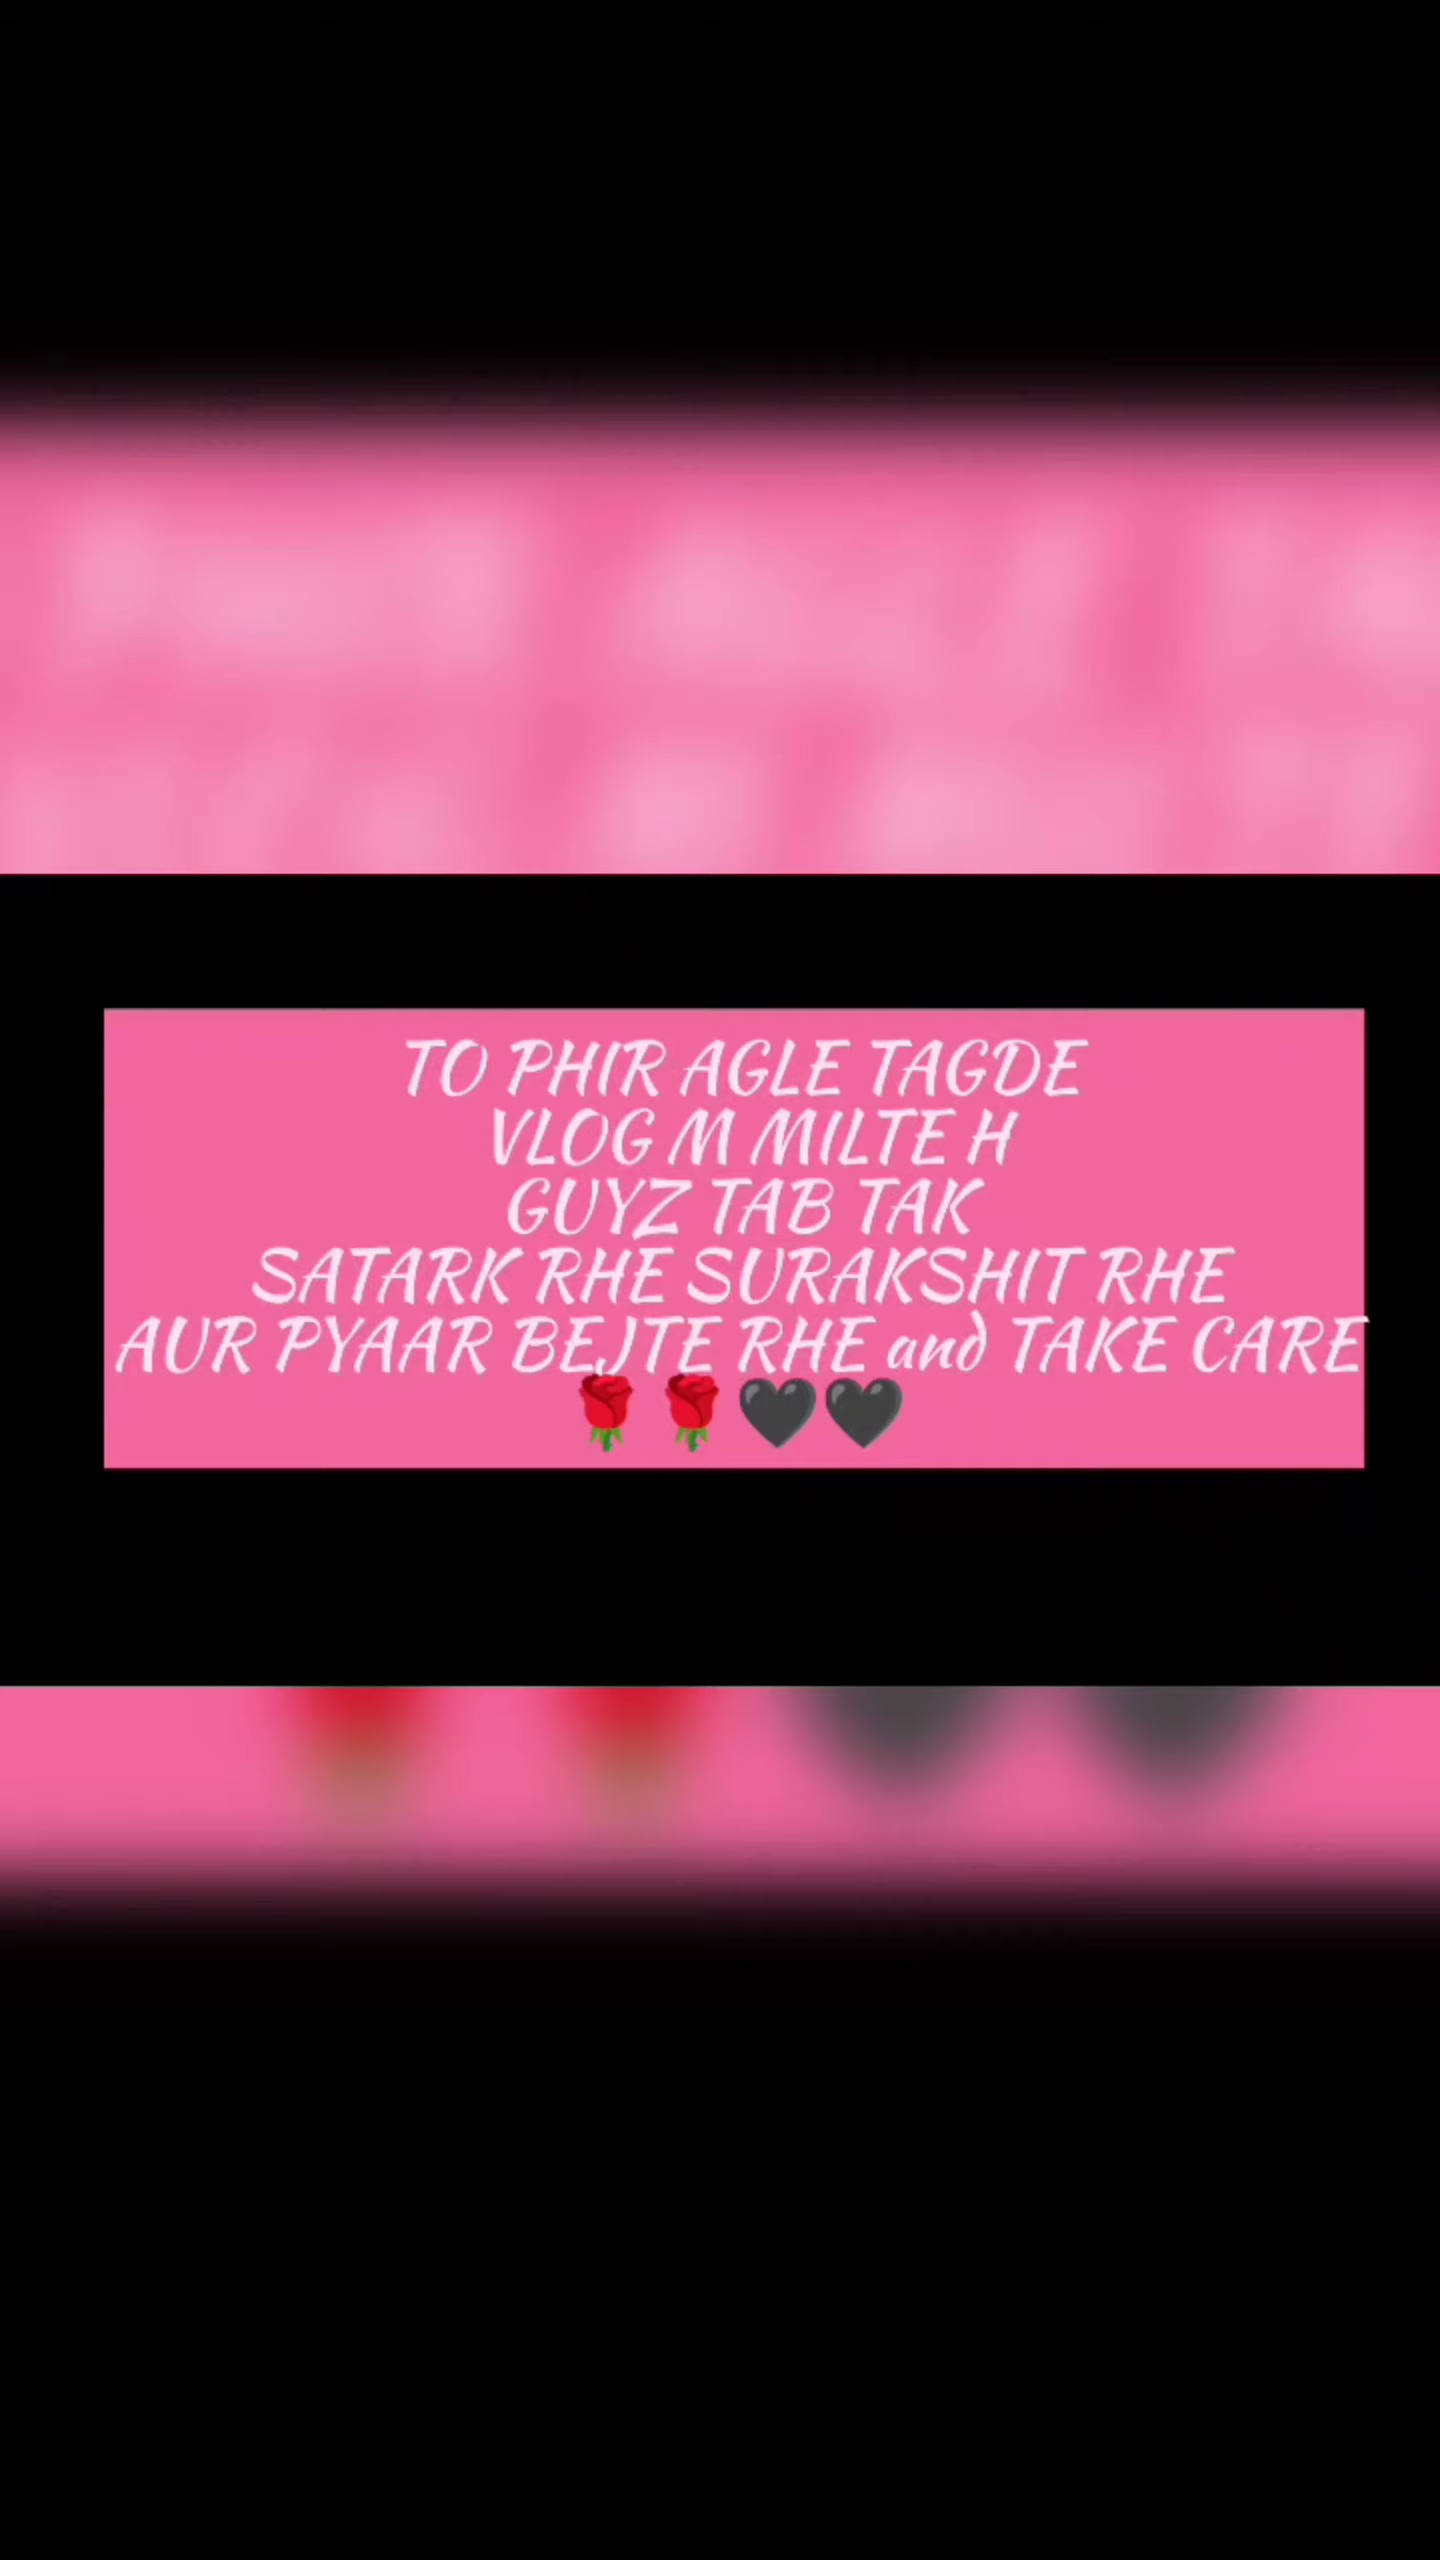 TO PHIR AGLE TAGDE
VLOG M MILTE H
GUYZ TAB TAK
SATARK RHE SURAKSHIT RHE
AUR PYAAR BEJTE RHE and TAKE CARE
🌹🌹🖤🖤